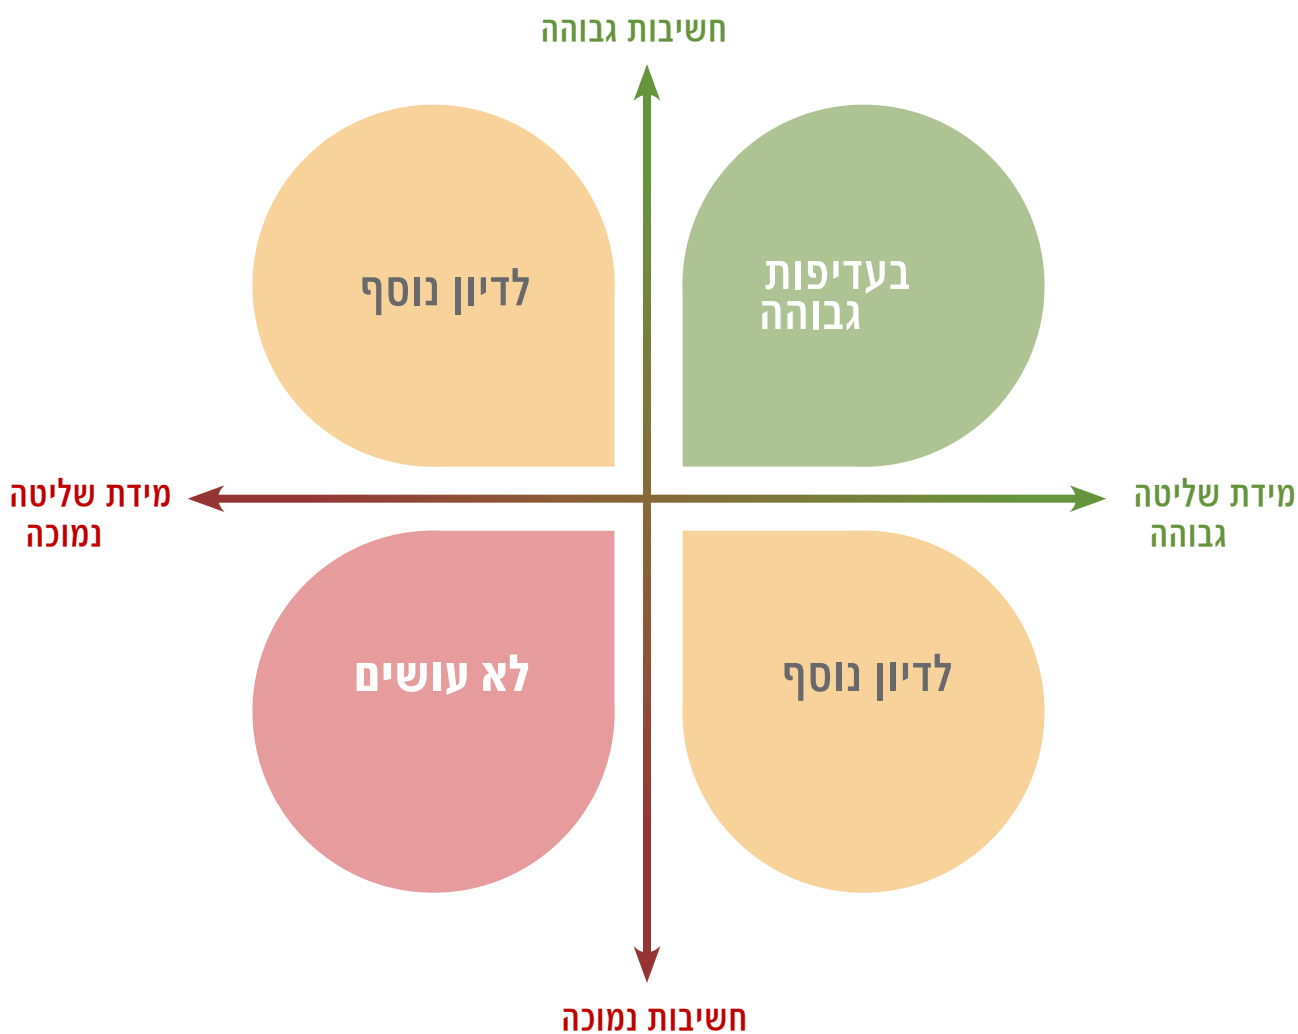 חשיבות גבוהה
בעדיפות
גבוהה
לדיון נוסף
מידת שליטה
גבוהה
מידת שליטה
נמוכה
לדיון נוסף
לא עושים
חשיבות נמוכה